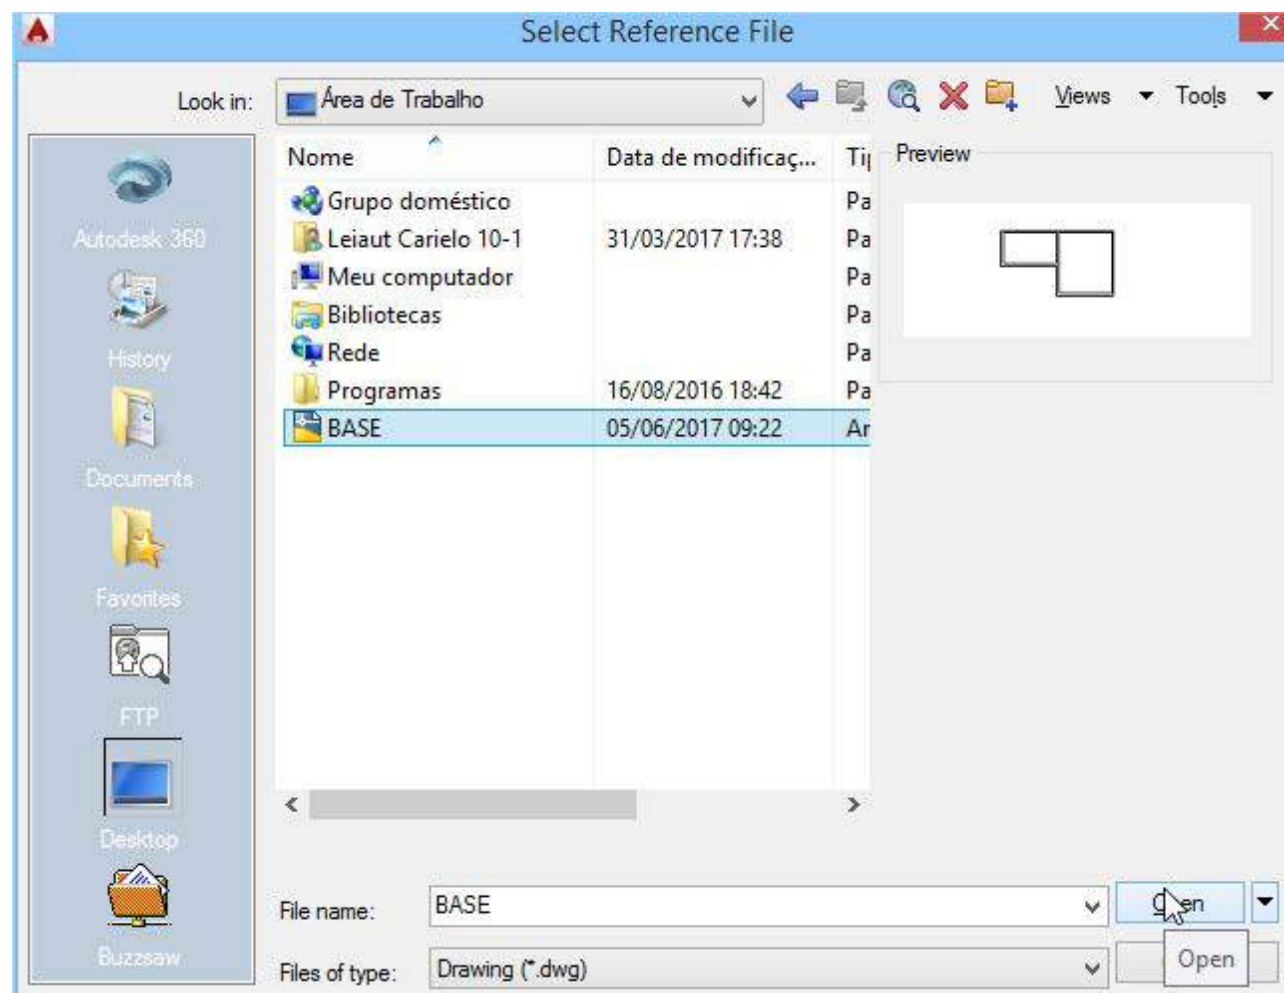 Select Reference File
Look in:
Área de Trabalho
Views
Tools
Autodesk 360
History
Documents
Favorites
FTP
Desktop
Buzzsaw
Nome Data de modificaç...
Grupo doméstico Pa
Leiaut Carielo 10-1 31/03/2017 17:38 Pa
Meu computador Pa
Bibliotecas Pa
Rede Pa
Programas 16/08/2016 18:42 Pa
BASE 05/06/2017 09:22 Ar
Preview
File name: BASE
Open
Files of type: Drawing (*.dwg)
Open